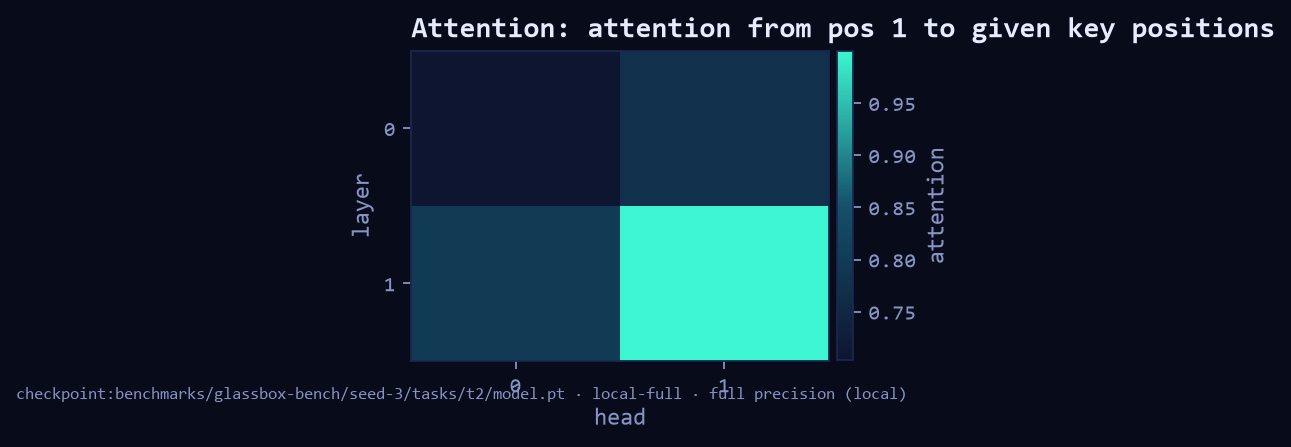 Attention: attention from pos 1 to given key positions
layer
0
1
0.95
0.90
0.85
0.80
0.75
attention
0 1
checkpoint:benchmarks/glassbox-bench/seed-3/tasks/t2/model.pt · local-full · full precision (local)
head